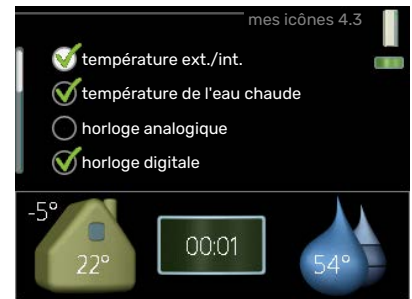 mes icônes 4.3
température ext./int.
température de l'eau chaude
horloge analogique
horloge digitale
-5°
22°
00:01
54°